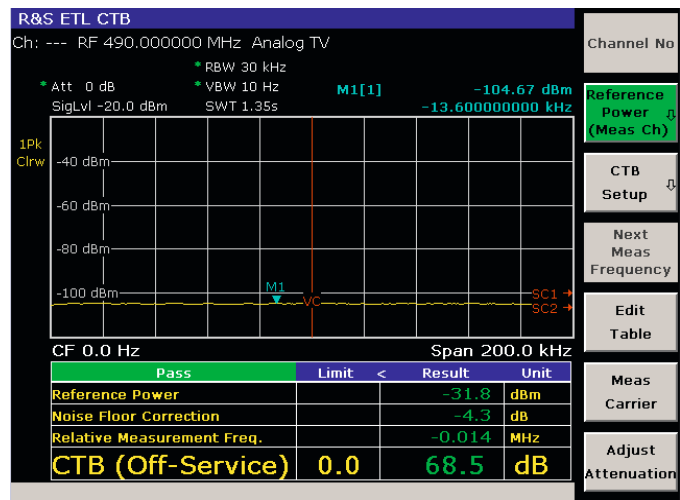 R&S ETL CTB
Ch: --- RF 490.000000 MHz Analog TV
* RBW 30 kHz
* Att 0 dB * VBW 10 Hz M1[1] -104.67 dBm
SigLvl -20.0 dBm SWT 1.35s -13.600000000 kHz
1Pk
Clrw
-40 dBm
-60 dBm
-80 dBm
-100 dBm
M1
VC
SC1
SC2
CF 0.0 Hz Span 200.0 kHz
Pass Limit < Result Unit
Reference Power -31.8 dBm
Noise Floor Correction -4.3 dB
Relative Measurement Freq. -0.014 MHz
CTB (Off-Service) 0.0 68.5 dB
Channel No
Reference
Power
(Meas Ch)
CTB
Setup
Next
Meas
Frequency
Edit
Table
Meas
Carrier
Adjust
Attenuation